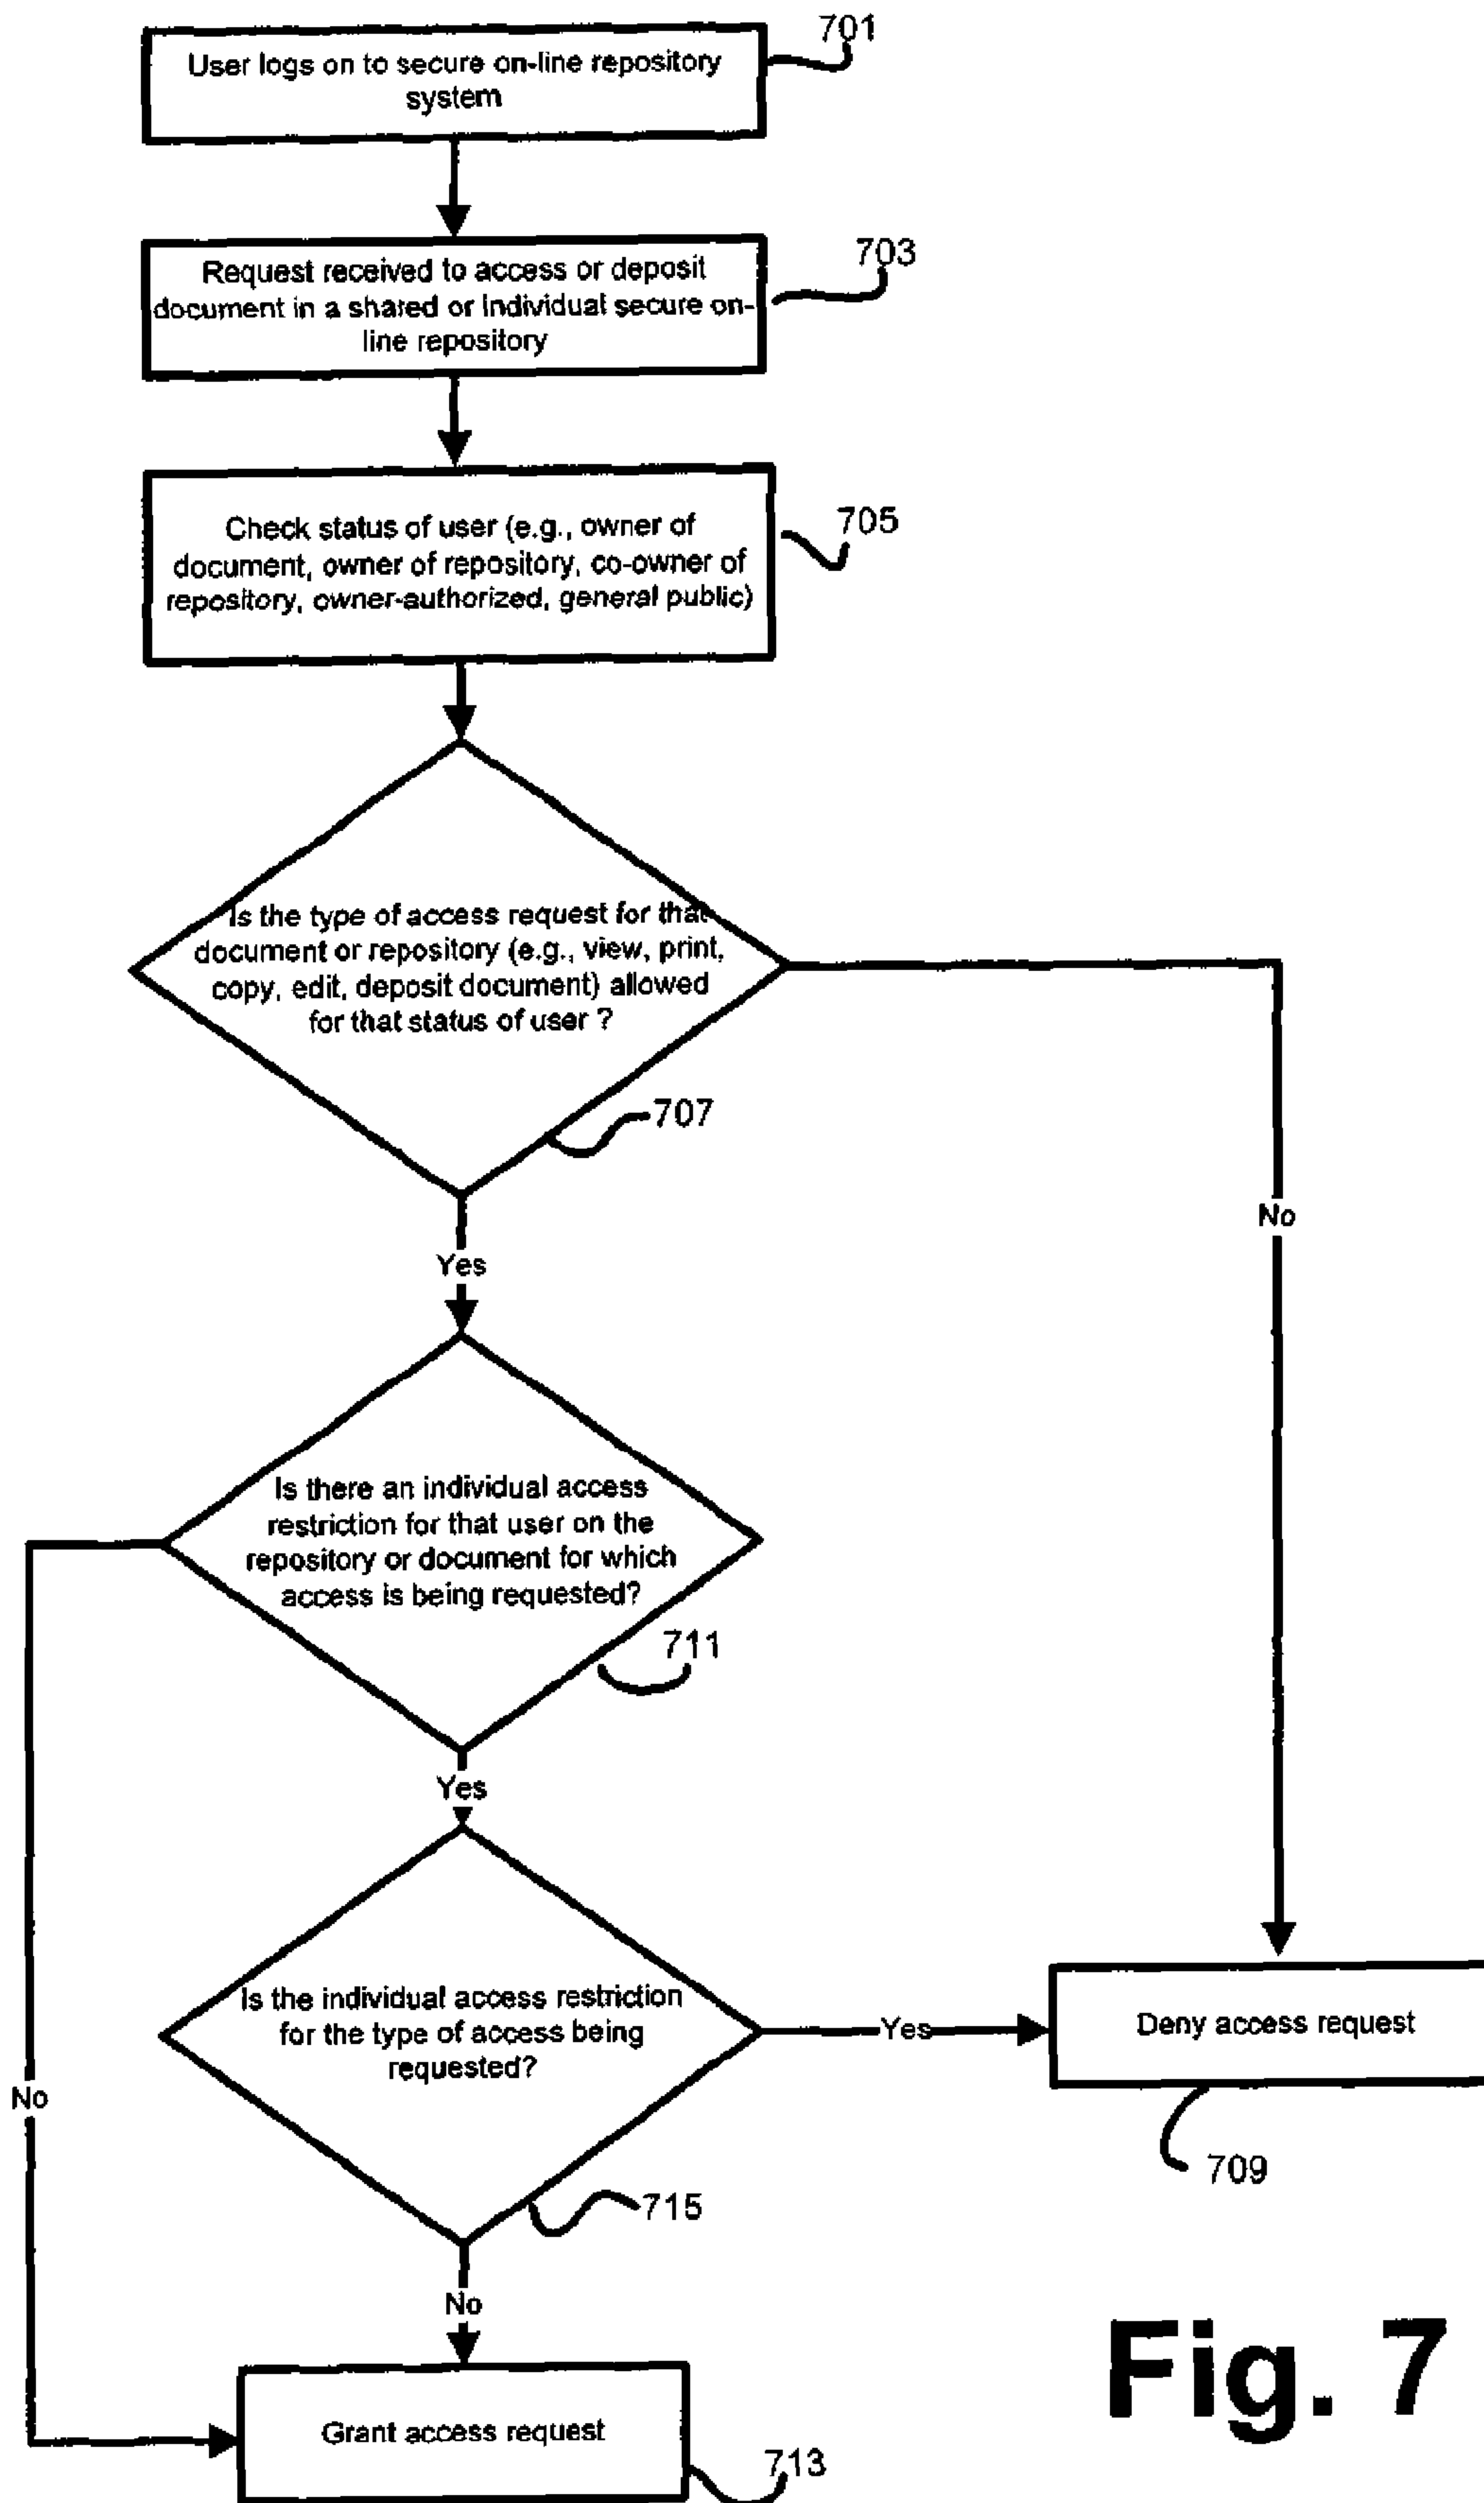 701
User logs on to secure on-line repository
system
703
Request received to access or deposit
document in a shared or individual secure on-
line repository
705
Check status of user (e.g., owner of
document, owner of repository, co-owner of
repository, owner-authorized, general public)
Is the type of access request for that
document or repository (e.g., view, print,
copy, edit, deposit document) allowed
for that status of user ?
707
No
Yes
Is there an individual access
restriction for that user on the
repository or document for which
access is being requested?
711
Yes
Is the individual access restriction
for the type of access being
requested?
Yes
Deny access request
No
709
715
No
Grant access request
713
Fig. 7